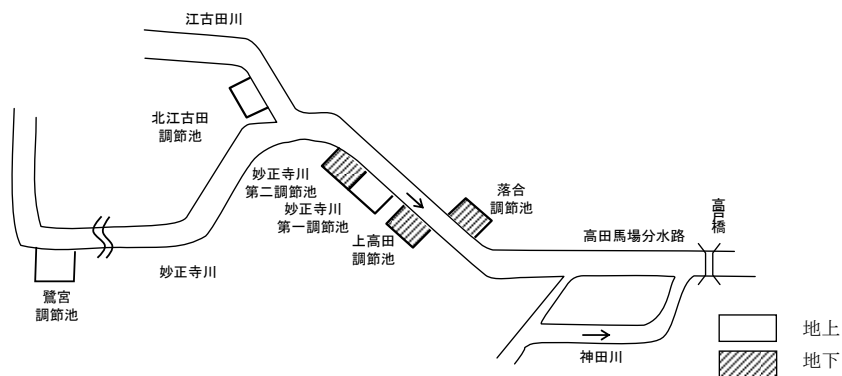 江古田川
北江古田
調節池
妙正寺川
第二調節池
妙正寺川
第一調節池
上高田
調節池
落合
調節池
高田馬場分水路
高戸橋
鷺宮
調節池
妙正寺川
神田川
地上
地下